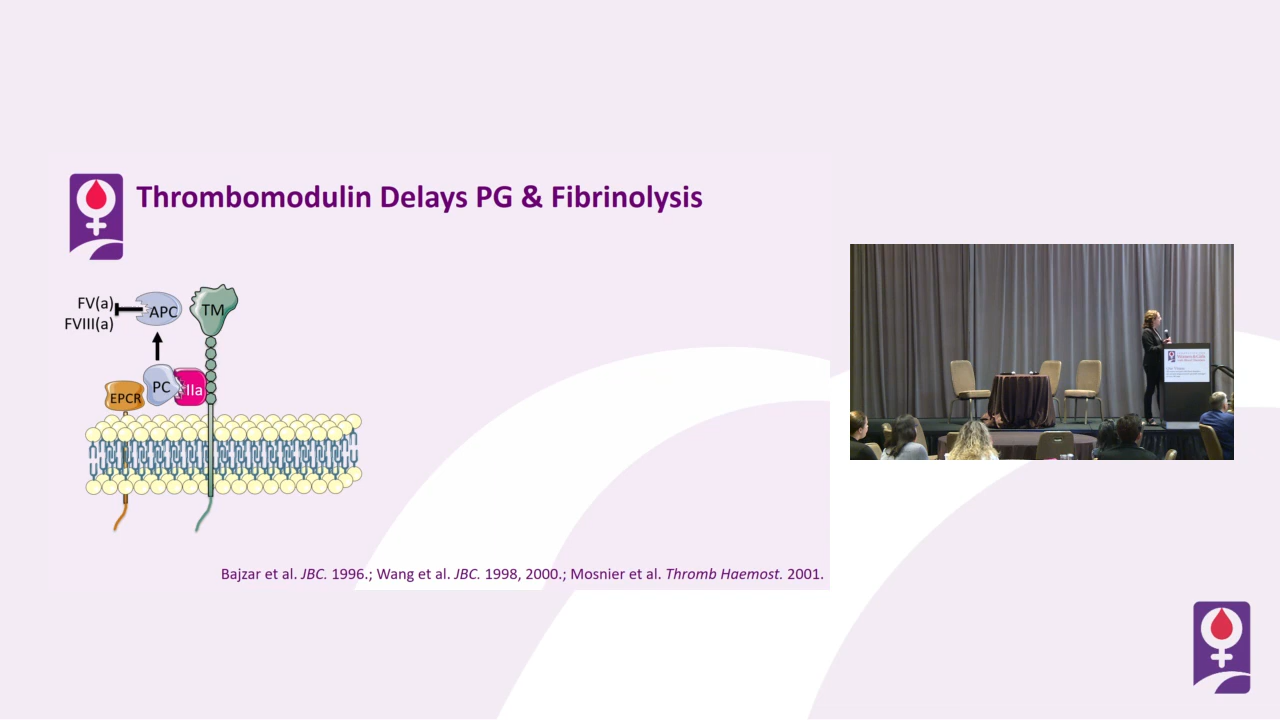 Thrombomodulin Delays PG & Fibrinolysis
FV(a)
FVIII(a)
APC
TM
EPCR
PC
IIa
Bajzar et al. JBC. 1996.; Wang et al. JBC. 1998, 2000.; Mosnier et al. Thromb Haemost. 2001.